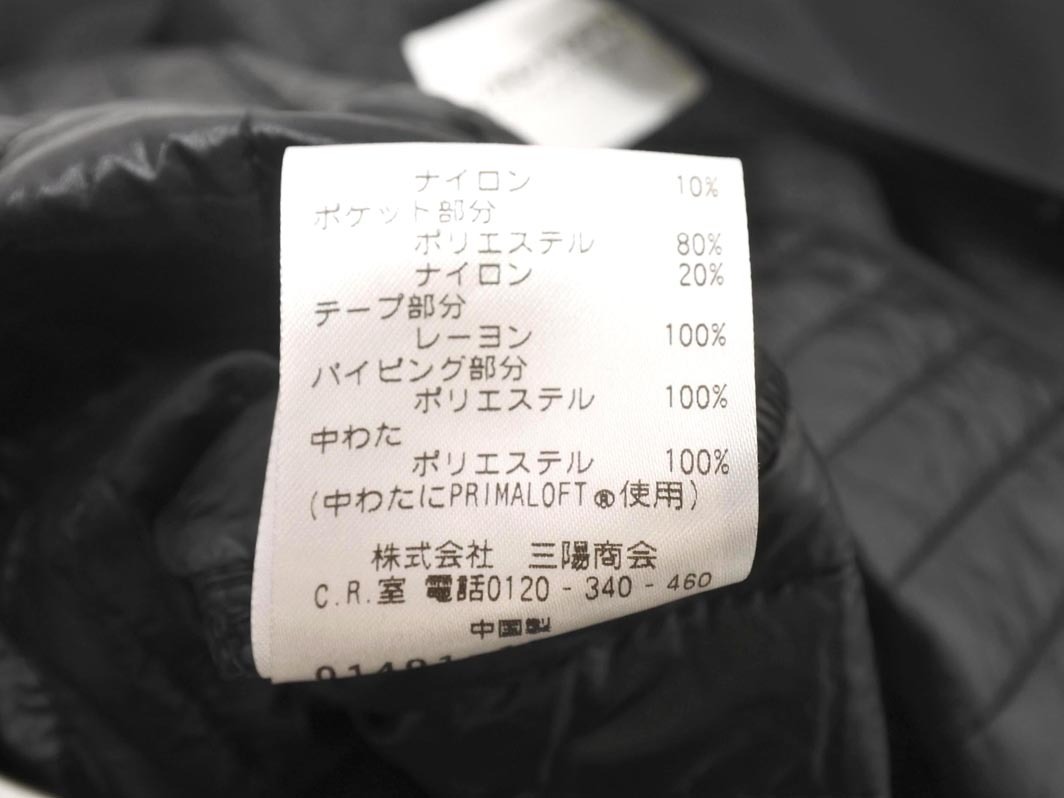 ナイロン 10%
ポケット部分
ポリエステル 80%
ナイロン 20%
テープ部分
レーヨン 100%
パイピング部分
ポリエステル 100%
中わた
ポリエステル 100%
(中わたにPRIMALOFT®使用)
株式会社 三陽商会
C.R.室 電話0120-340-460
中国製